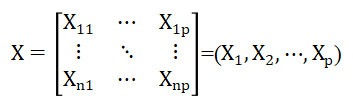 X = [X₁₁ ⋯ X₁ₚ
⋮ ⋱ ⋮
Xₙ₁ ⋯ Xₙₚ] =(X₁, X₂, ⋯, Xₚ)